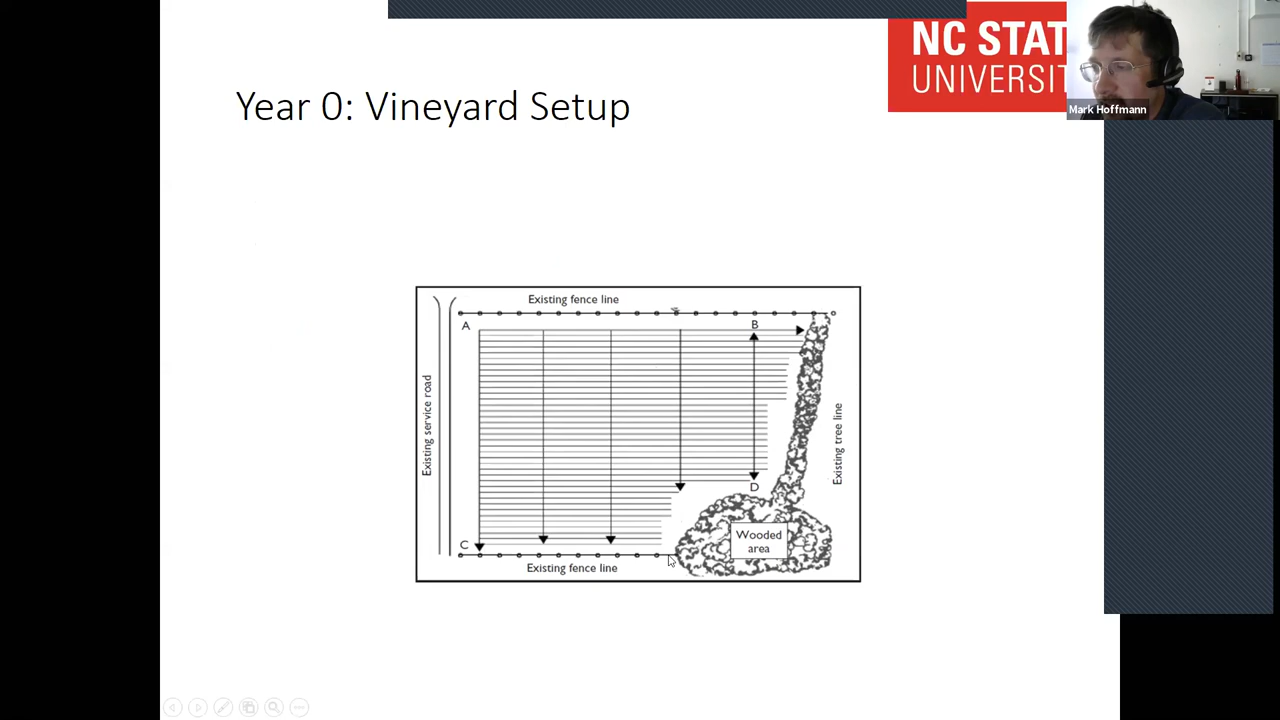 NC STAT
UNIVERSIT
Mark Hoffmann
Year 0: Vineyard Setup
Existing fence line
A
B
Existing service road
Existing tree line
D
C
Wooded
area
Existing fence line